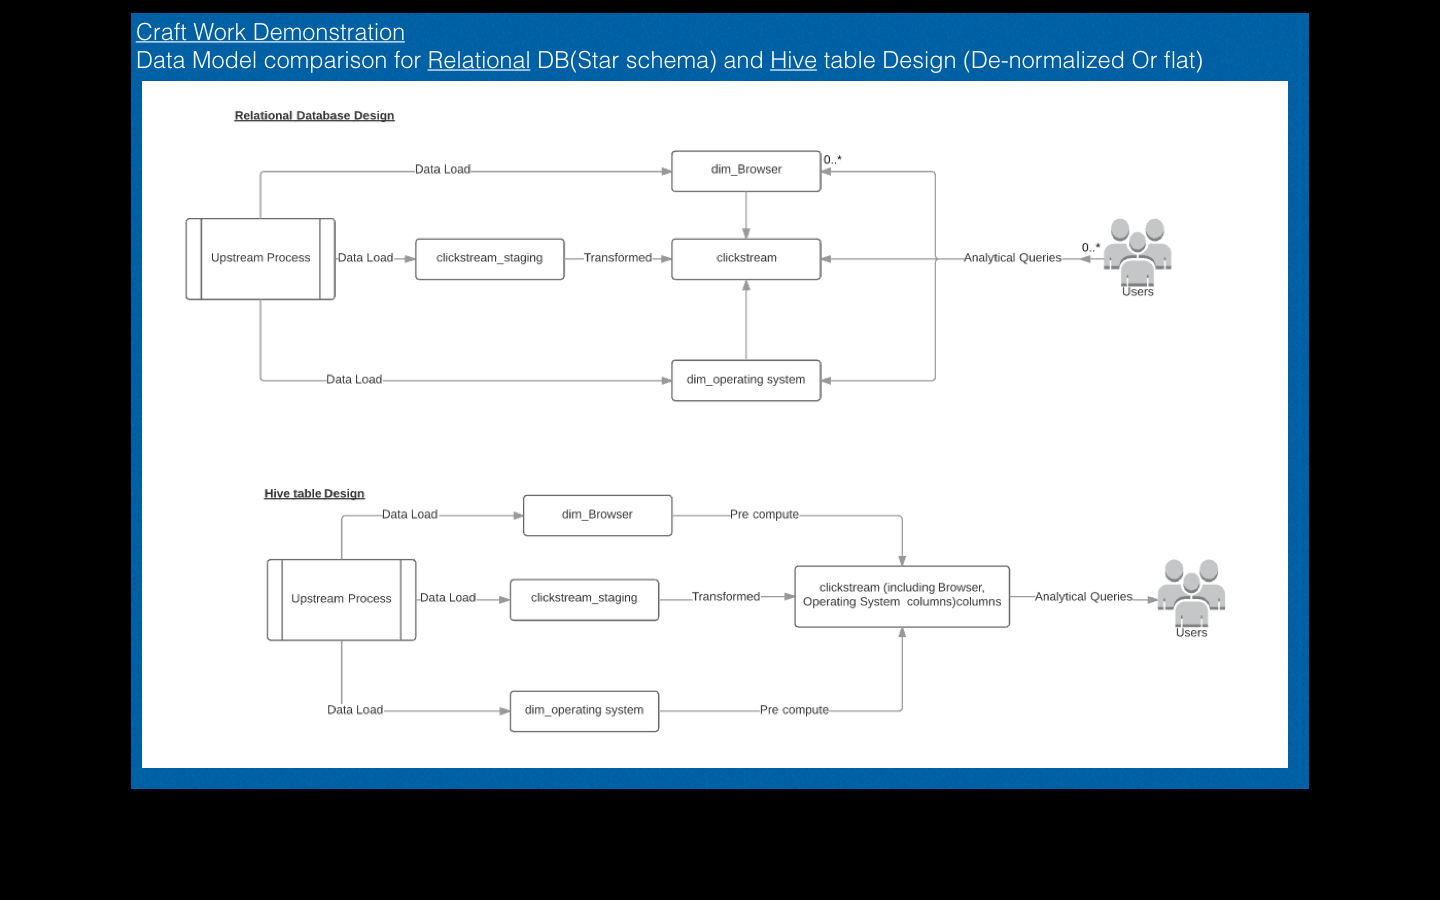 Craft Work Demonstration
Data Model comparison for Relational DB(Star schema) and Hive table Design (De-normalized Or flat)
Relational Database Design
Data Load
dim_Browser
0..*
Upstream Process
Data Load
clickstream_staging
Transformed
clickstream
Analytical Queries
0..*
Users
Data Load
dim_operating system
Hive table Design
Data Load
dim_Browser
Pre compute
Upstream Process
Data Load
clickstream_staging
Transformed
clickstream (including Browser,
Operating System columns)columns
Analytical Queries
Users
Data Load
dim_operating system
Pre compute